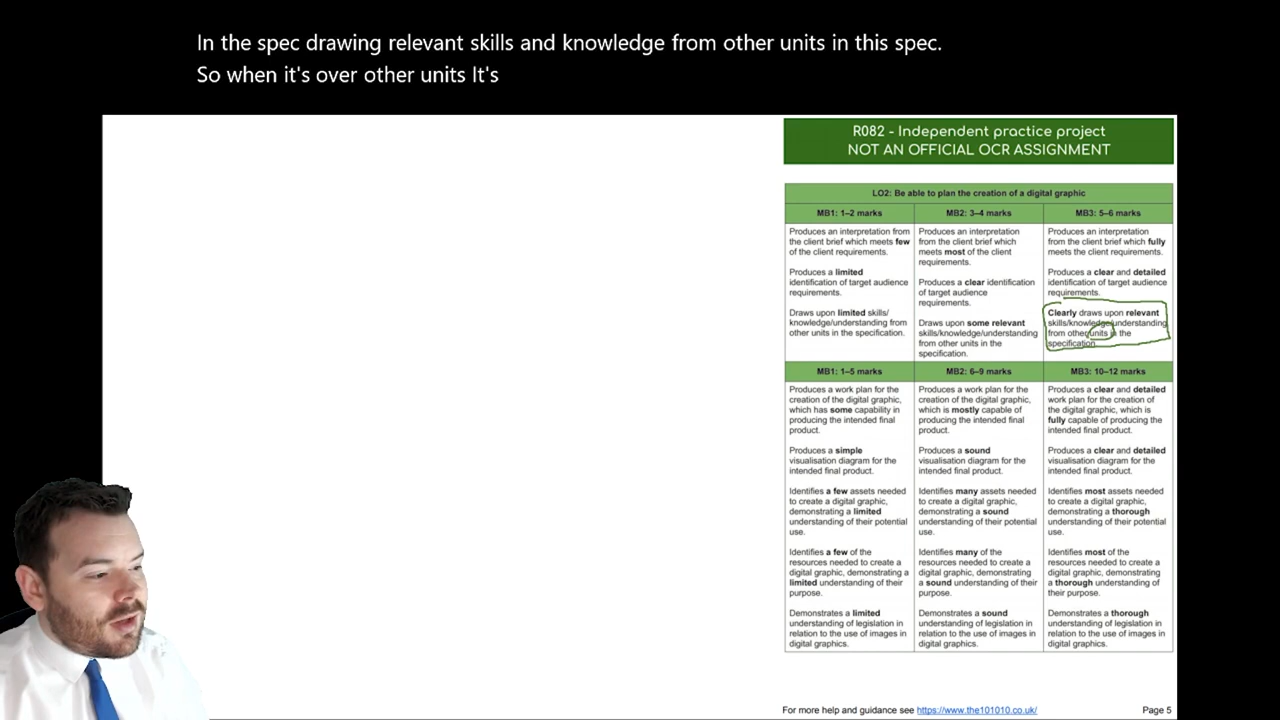 In the spec drawing relevant skills and knowledge from other units in this spec.
So when it's over other units It's
R082 - Independent practice project
NOT AN OFFICIAL OCR ASSIGNMENT
LO2: Be able to plan the creation of a digital graphic
MB1: 1–2 marks
Produces an interpretation from
the client brief which meets few
of the client requirements.
Produces a limited
identification of target audience
requirements.
Draws upon limited skills/
knowledge/understanding from
other units in the specification.
MB2: 3–4 marks
Produces an interpretation
from the client brief which
meets most of the client
requirements.
Produces a clear identification
of target audience
requirements.
Draws upon some relevant
skills/knowledge/understanding
from other units in the
specification.
MB3: 5–6 marks
Produces an interpretation
from the client brief which fully
meets the client requirements.
Produces a clear and detailed
identification of target audience
requirements.
Clearly draws upon relevant
skills/knowledge/understanding
from other units in the
specification.
MB1: 1–5 marks
Produces a work plan for the
creation of the digital graphic,
which has some capability in
producing the intended final
product.
Produces a simple
visualisation diagram for the
intended final product.
Identifies a few assets needed
to create a digital graphic,
demonstrating a limited
understanding of their potential
use.
Identifies a few of the
resources needed to create a
digital graphic, demonstrating a
limited understanding of their
purpose.
Demonstrates a limited
understanding of legislation in
relation to the use of images in
digital graphics.
MB2: 6–9 marks
Produces a work plan for the
creation of the digital graphic,
which is mostly capable of
producing the intended final
product.
Produces a sound
visualisation diagram for the
intended final product.
Identifies many assets needed
to create a digital graphic,
demonstrating a sound
understanding of their potential
use.
Identifies many of the
resources needed to create a
digital graphic, demonstrating
a sound understanding of their
purpose.
Demonstrates a sound
understanding of legislation in
relation to the use of images in
digital graphics.
MB3: 10–12 marks
Produces a clear and detailed
work plan for the creation of
the digital graphic, which is
fully capable of producing the
intended final product.
Produces a clear and detailed
visualisation diagram for the
intended final product.
Identifies most assets needed
to create a digital graphic,
demonstrating a thorough
understanding of their potential
use.
Identifies most of the
resources needed to create a
digital graphic, demonstrating
a thorough understanding of
their purpose.
Demonstrates a thorough
understanding of legislation in
relation to the use of images in
digital graphics.
For more help and guidance see https://www.the101010.co.uk/
Page 5